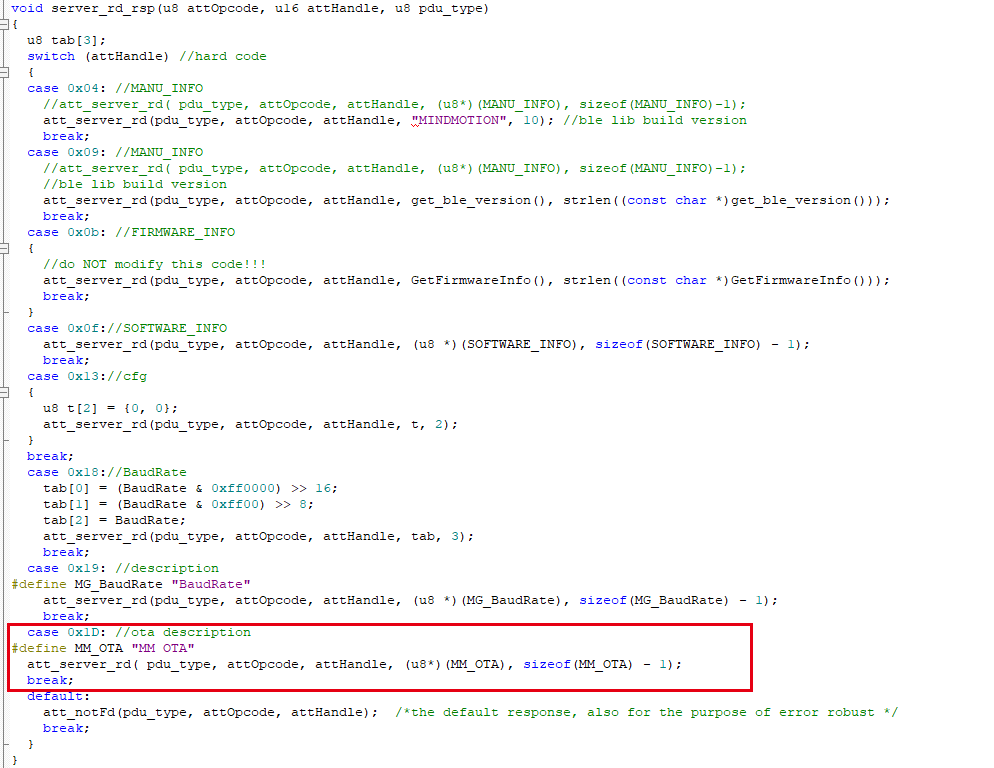 void server_rd_rsp(u8 attOpcode, u16 attHandle, u8 pdu_type)
{
  u8 tab[3];
  switch (attHandle) //hard code
  {
  case 0x04: //MANU_INFO
    //att_server_rd( pdu_type, attOpcode, attHandle, (u8*)(MANU_INFO), sizeof(MANU_INFO)-1);
    att_server_rd(pdu_type, attOpcode, attHandle, "MINDMOTION", 10); //ble lib build version
    break;
  case 0x09: //MANU_INFO
    //att_server_rd( pdu_type, attOpcode, attHandle, (u8*)(MANU_INFO), sizeof(MANU_INFO)-1);
    //ble lib build version
    att_server_rd(pdu_type, attOpcode, attHandle, get_ble_version(), strlen((const char *)get_ble_version()));
    break;
  case 0x0b: //FIRMWARE_INFO
  {
    //do NOT modify this code!!!
    att_server_rd(pdu_type, attOpcode, attHandle, GetFirmwareInfo(), strlen((const char *)GetFirmwareInfo()));
    break;
  }
  case 0x0f://SOFTWARE_INFO
    att_server_rd(pdu_type, attOpcode, attHandle, (u8 *)(SOFTWARE_INFO), sizeof(SOFTWARE_INFO) - 1);
    break;
  case 0x13://cfg
  {
    u8 t[2] = {0, 0};
    att_server_rd(pdu_type, attOpcode, attHandle, t, 2);
  }
  break;
  case 0x18://BaudRate
    tab[0] = (BaudRate & 0xff0000) >> 16;
    tab[1] = (BaudRate & 0xff00) >> 8;
    tab[2] = BaudRate;
    att_server_rd(pdu_type, attOpcode, attHandle, tab, 3);
    break;
  case 0x19: //description
#define MG_BaudRate "BaudRate"
    att_server_rd(pdu_type, attOpcode, attHandle, (u8 *)(MG_BaudRate), sizeof(MG_BaudRate) - 1);
    break;
  case 0x1D: //ota description
#define MM_OTA "MM OTA"
  att_server_rd( pdu_type, attOpcode, attHandle, (u8*)(MM_OTA), sizeof(MM_OTA) - 1);
  break;
  default:
    att_notFd(pdu_type, attOpcode, attHandle);  /*the default response, also for the purpose of error robust */
    break;
  }
}